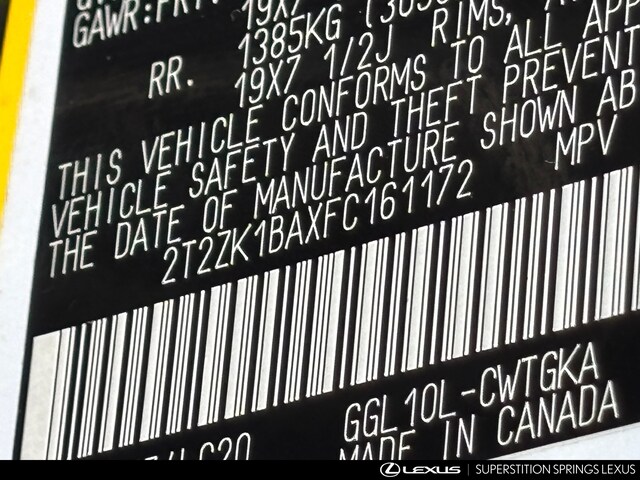 GAWR:FRT.
19X7
1385KG
RIMS,
RR. 19X7 1/2J
THIS VEHICLE CONFORMS TO ALL APP
VEHICLE SAFETY AND THEFT PREVENT
THE DATE OF MANUFACTURE SHOWN AB
2T2ZK1BAXFC161172 MPV
GGL10L-CWTGKA
MADE IN CANADA
LEXUS | SUPERSTITION SPRINGS LEXUS